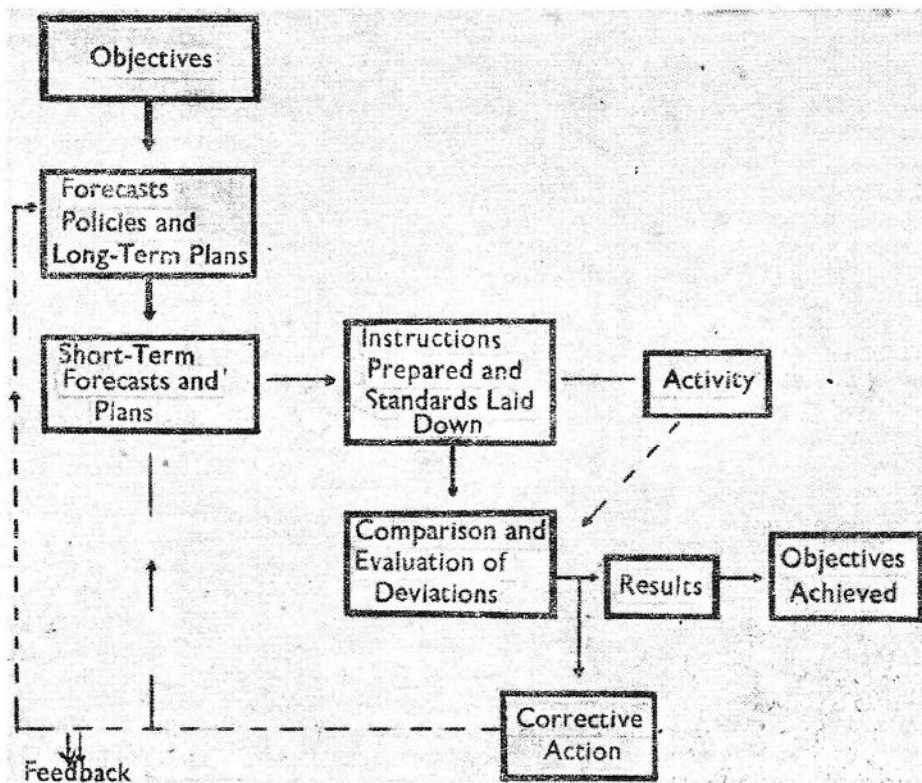 Objectives
Forecasts
Policies and
Long-Term Plans
Short-Term
Forecasts and
Plans
Instructions
Prepared and
Standards Laid
Down
Activity
Comparison and
Evaluation of
Deviations
Results
Objectives
Achieved
Corrective
Action
Feedback